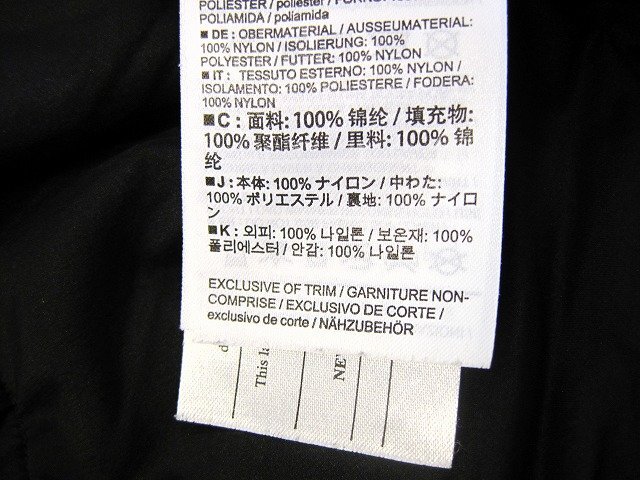 POLIESTER / poliéster /
POLIAMIDA / poliamida
■ DE : OBERMATERIAL / AUSSEUMATERIAL:
100% NYLON / ISOLIERUNG: 100%
POLYESTER / FUTTER: 100% NYLON
■ IT : TESSUTO ESTERNO: 100% NYLON /
ISOLAMENTO: 100% POLIESTERE / FODERA:
100% NYLON
■ C : 面料: 100% 锦纶 / 填充物:
100% 聚酯纤维 / 里料: 100% 锦
纶
■ J : 本体: 100% ナイロン / 中わた:
100% ポリエステル / 裏地: 100% ナイロ
ン
■ K : 외피: 100% 나일론 / 보온재: 100%
폴리에스터 / 안감: 100% 나일론
EXCLUSIVE OF TRIM / GARNITURE NON-
COMPRISE / EXCLUSIVO DE CORTE /
exclusivo de corte / NÄHZUBEHÖR
This la
NE